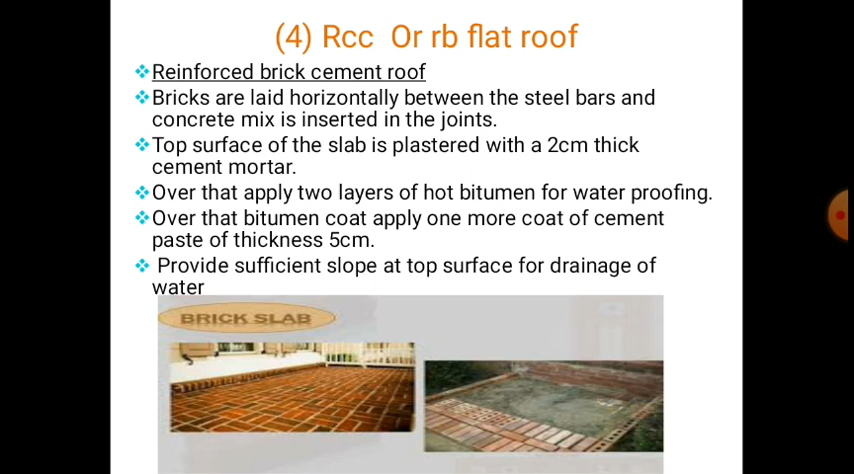 (4) Rcc Or rb flat roof
❖Reinforced brick cement roof
❖Bricks are laid horizontally between the steel bars and
concrete mix is inserted in the joints.
❖Top surface of the slab is plastered with a 2cm thick
cement mortar.
❖Over that apply two layers of hot bitumen for water proofing.
❖Over that bitumen coat apply one more coat of cement
paste of thickness 5cm.
❖ Provide sufficient slope at top surface for drainage of
water
BRICK SLAB